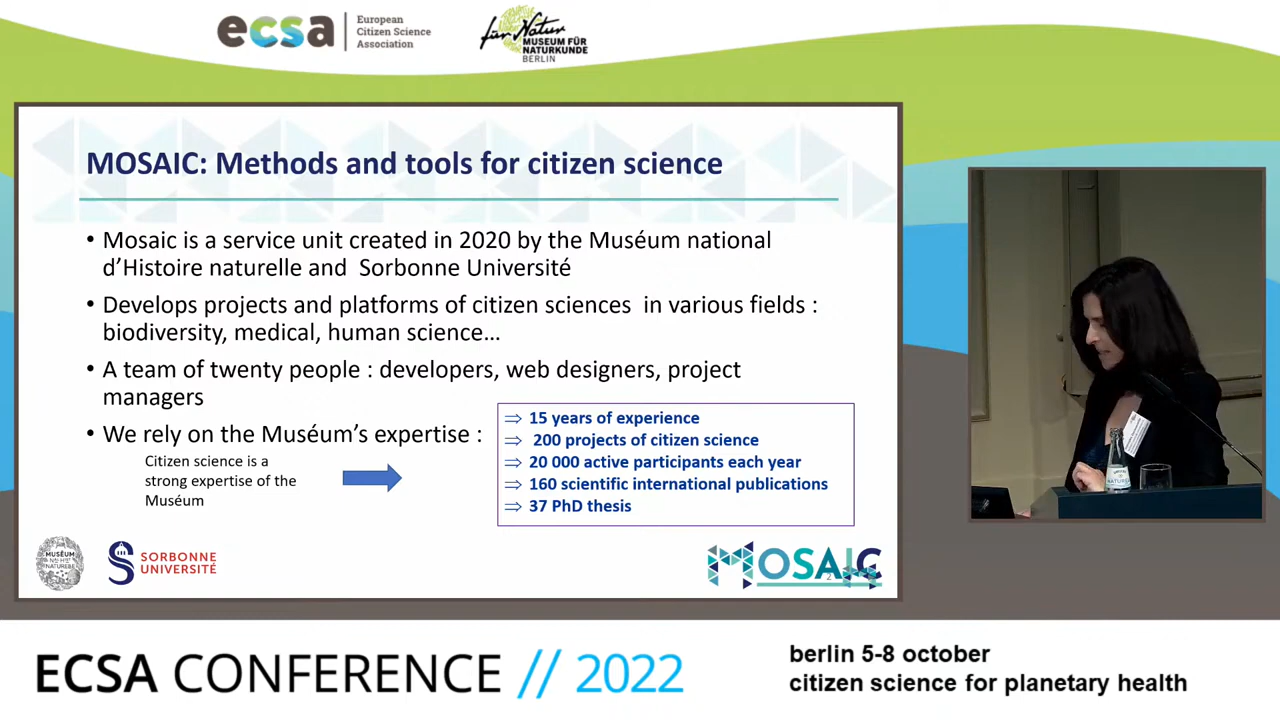 ecsa
European
Citizen Science
Association
für Natur
MUSEUM FÜR
NATURKUNDE
BERLIN
MOSAIC: Methods and tools for citizen science
• Mosaic is a service unit created in 2020 by the Muséum national
d’Histoire naturelle and Sorbonne Université
• Develops projects and platforms of citizen sciences in various fields :
biodiversity, medical, human science…
• A team of twenty people : developers, web designers, project
managers
• We rely on the Muséum’s expertise :
Citizen science is a
strong expertise of the
Muséum
⇒ 15 years of experience
⇒ 200 projects of citizen science
⇒ 20 000 active participants each year
⇒ 160 scientific international publications
⇒ 37 PhD thesis
MUSÉUM
SORBONNE
UNIVERSITÉ
MOSAIC
2
ECSA CONFERENCE // 2022
berlin 5-8 october
citizen science for planetary health